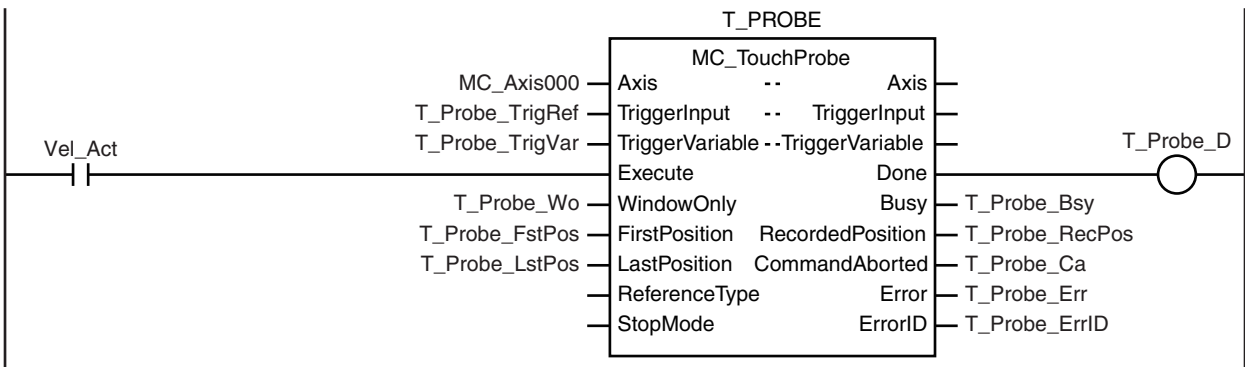 T_PROBE
MC_TouchProbe
MC_Axis000 Axis -- Axis
T_Probe_TrigRef TriggerInput -- TriggerInput
T_Probe_TrigVar TriggerVariable --TriggerVariable
Vel_Act T_Probe_D
Execute Done
T_Probe_Wo WindowOnly Busy T_Probe_Bsy
T_Probe_FstPos FirstPosition RecordedPosition T_Probe_RecPos
T_Probe_LstPos LastPosition CommandAborted T_Probe_Ca
ReferenceType Error T_Probe_Err
StopMode ErrorID T_Probe_ErrID